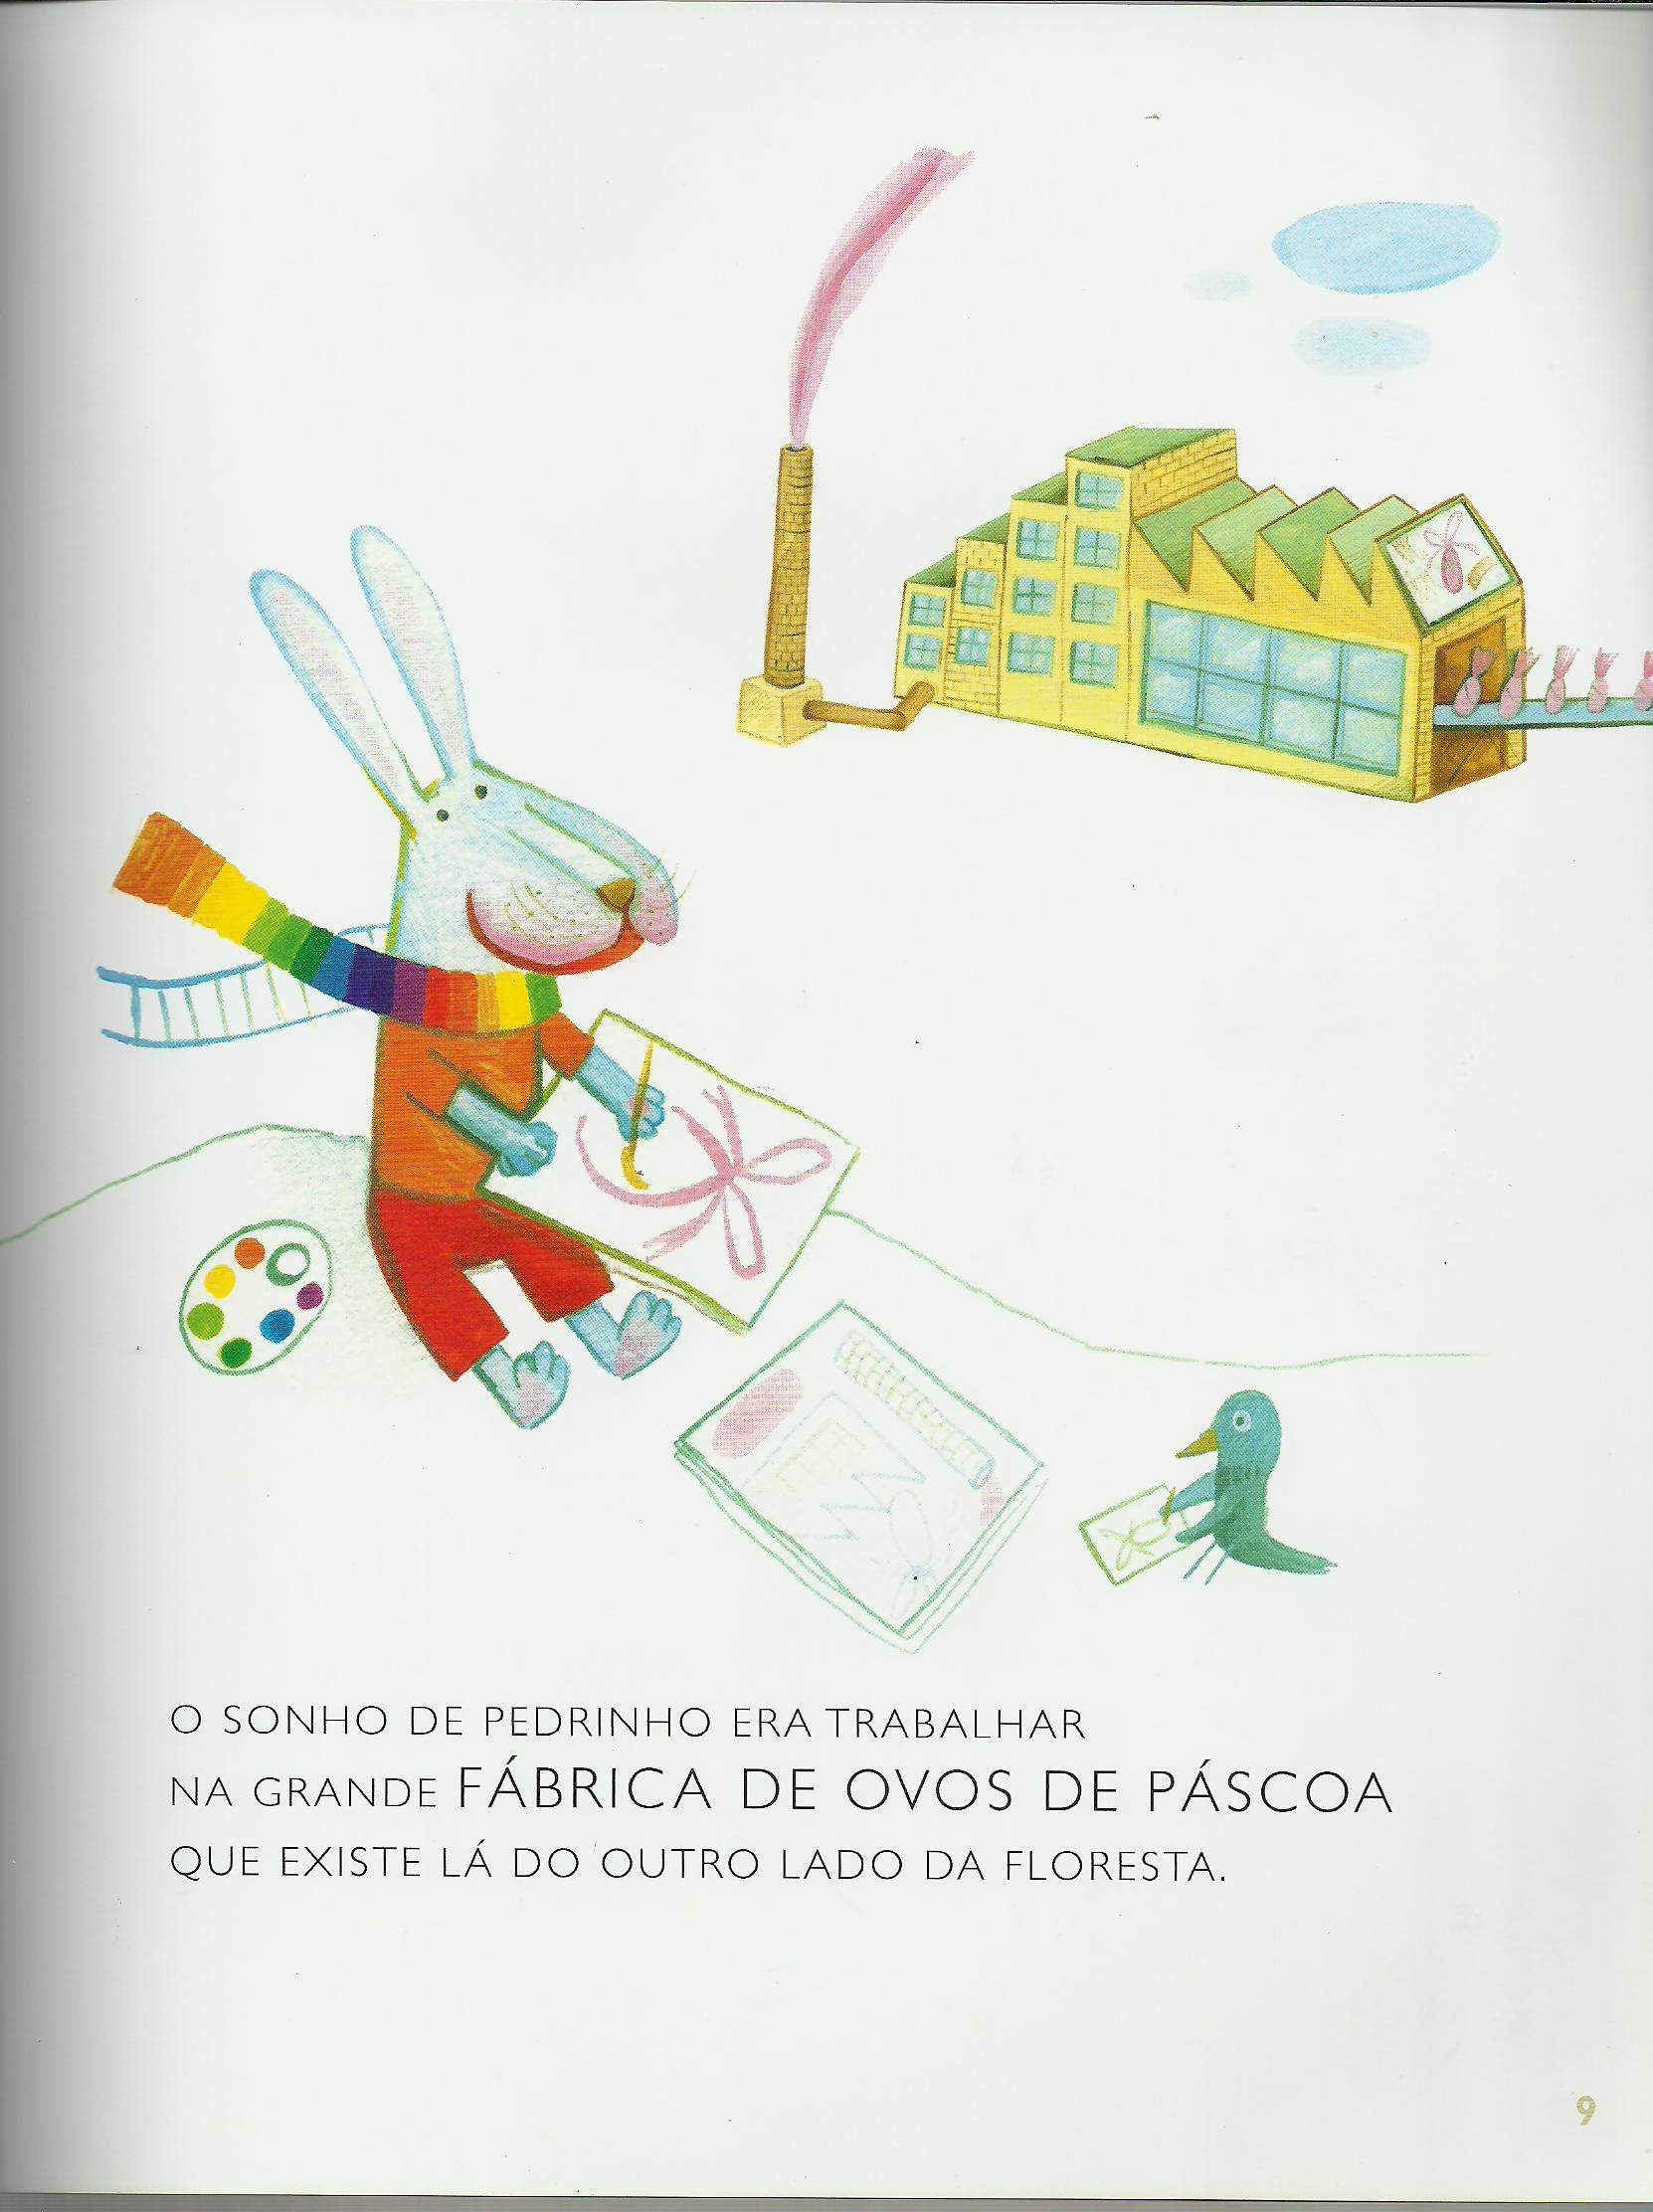 O SONHO DE PEDRINHO ERA TRABALHAR
NA GRANDE FÁBRICA DE OVOS DE PÁSCOA
QUE EXISTE LÁ DO OUTRO LADO DA FLORESTA.
9